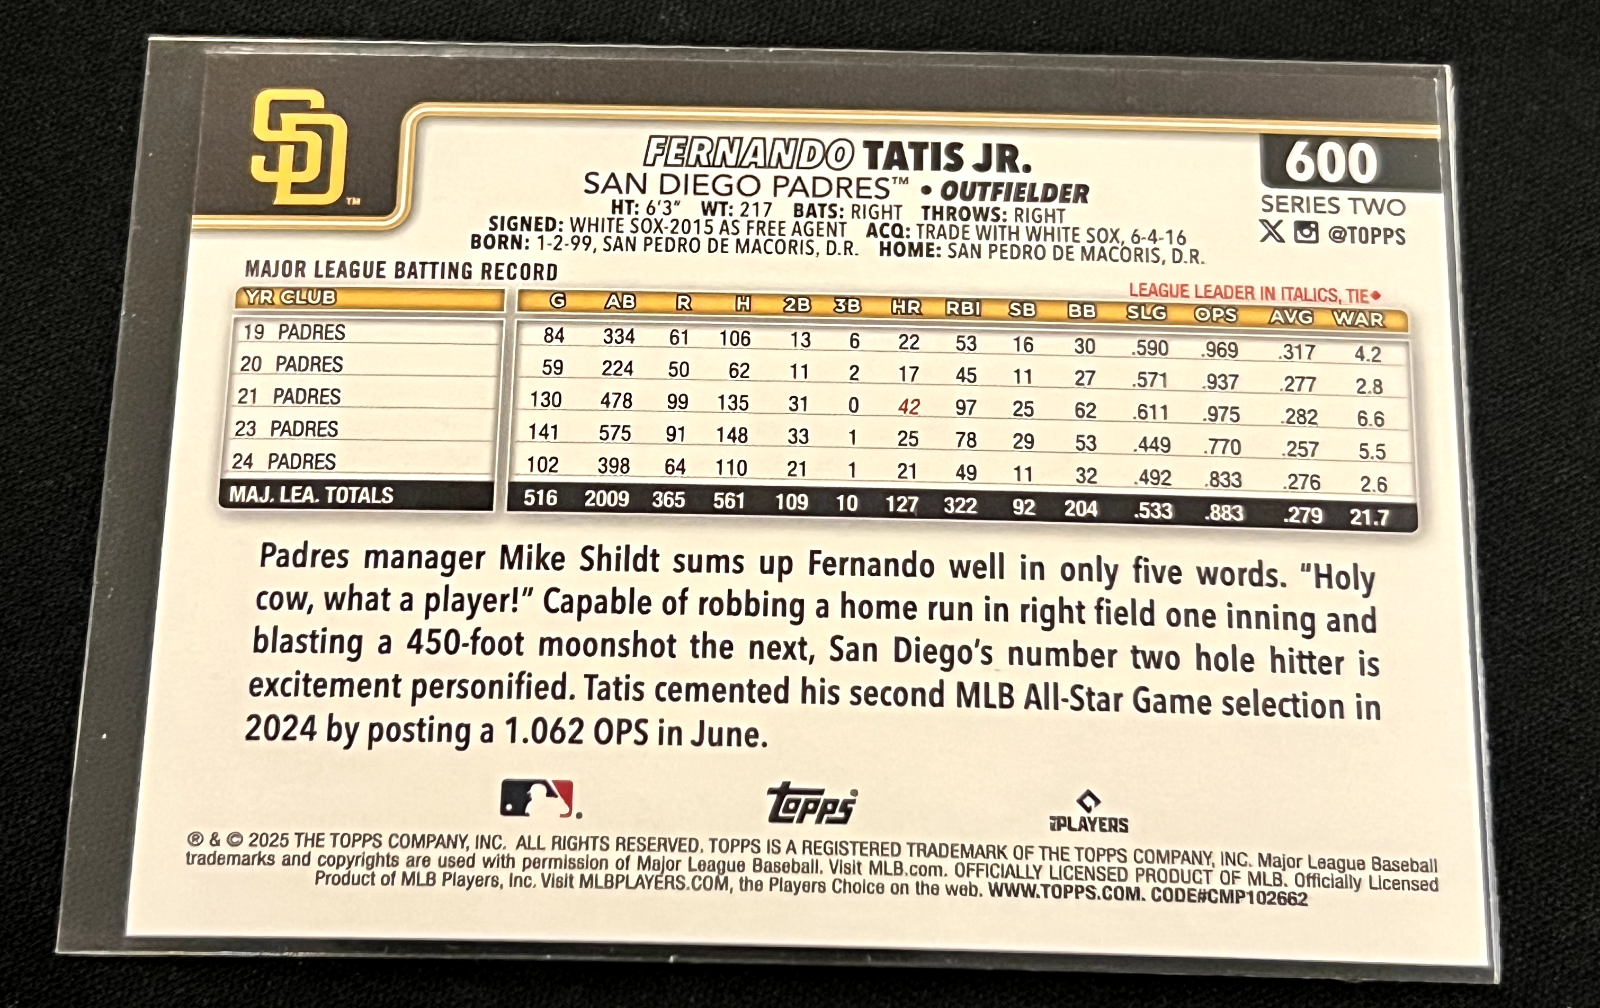 SD™
FERNANDO TATIS JR.
600
SAN DIEGO PADRES™ • OUTFIELDER
SERIES TWO
HT: 6'3" WT: 217 BATS: RIGHT THROWS: RIGHT
@TOPPS
SIGNED: WHITE SOX-2015 AS FREE AGENT ACQ: TRADE WITH WHITE SOX, 6-4-16
BORN: 1-2-99, SAN PEDRO DE MACORIS, D.R. HOME: SAN PEDRO DE MACORIS, D.R.
MAJOR LEAGUE BATTING RECORD
LEAGUE LEADER IN ITALICS, TIE♦
YR CLUB G AB R H 2B 3B HR RBI SB BB SLG OPS AVG WAR
19 PADRES 84 334 61 106 13 6 22 53 16 30 .590 .969 .317 4.2
20 PADRES 59 224 50 62 11 2 17 45 11 27 .571 .937 .277 2.8
21 PADRES 130 478 99 135 31 0 42 97 25 62 .611 .975 .282 6.6
23 PADRES 141 575 91 148 33 1 25 78 29 53 .449 .770 .257 5.5
24 PADRES 102 398 64 110 21 1 21 49 11 32 .492 .833 .276 2.6
MAJ. LEA. TOTALS 516 2009 365 561 109 10 127 322 92 204 .533 .883 .279 21.7
Padres manager Mike Shildt sums up Fernando well in only five words. "Holy
cow, what a player!" Capable of robbing a home run in right field one inning and
blasting a 450-foot moonshot the next, San Diego's number two hole hitter is
excitement personified. Tatis cemented his second MLB All-Star Game selection in
2024 by posting a 1.062 OPS in June.
topps
PLAYERS
® & © 2025 THE TOPPS COMPANY, INC. ALL RIGHTS RESERVED. TOPPS IS A REGISTERED TRADEMARK OF THE TOPPS COMPANY, INC. Major League Baseball
trademarks and copyrights are used with permission of Major League Baseball. Visit MLB.com. OFFICIALLY LICENSED PRODUCT OF MLB. Officially Licensed
Product of MLB Players, Inc. Visit MLBPLAYERS.COM, the Players Choice on the web. WWW.TOPPS.COM. CODE#CMP102662